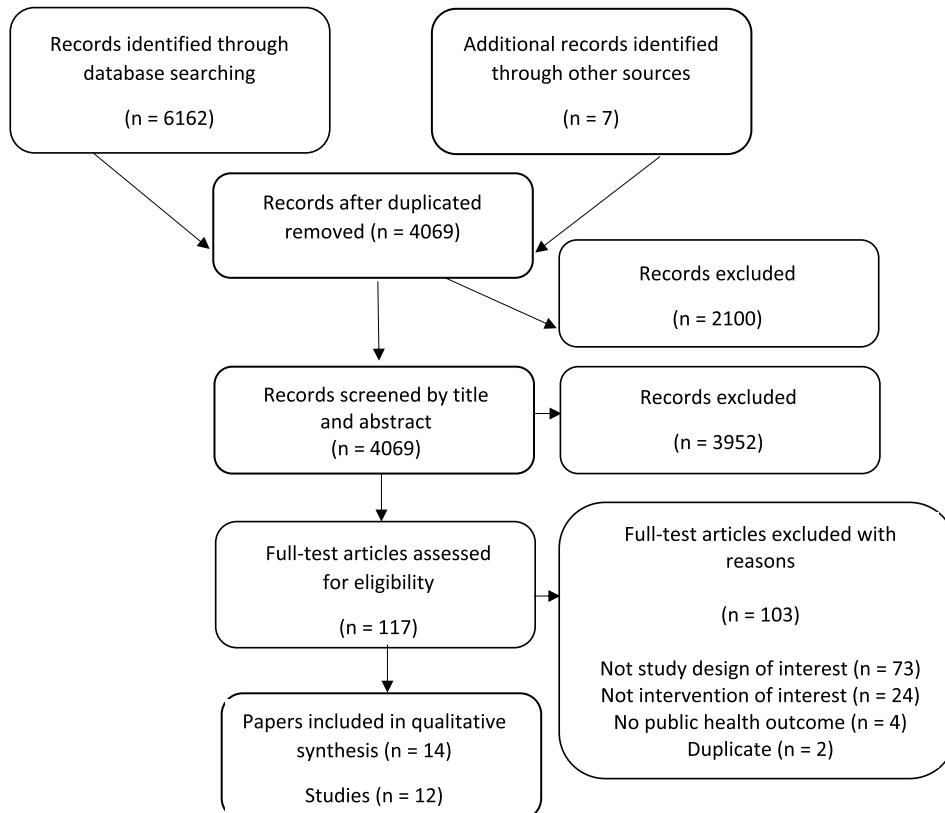 Records identified through
database searching
(n = 6162)
Additional records identified
through other sources
(n = 7)
Records after duplicated
removed (n = 4069)
Records excluded
(n = 2100)
Records screened by title
and abstract
(n = 4069)
Records excluded
(n = 3952)
Full-test articles assessed
for eligibility
(n = 117)
Full-test articles excluded with
reasons
(n = 103)
Not study design of interest (n = 73)
Not intervention of interest (n = 24)
No public health outcome (n = 4)
Duplicate (n = 2)
Papers included in qualitative
synthesis (n = 14)
Studies (n = 12)